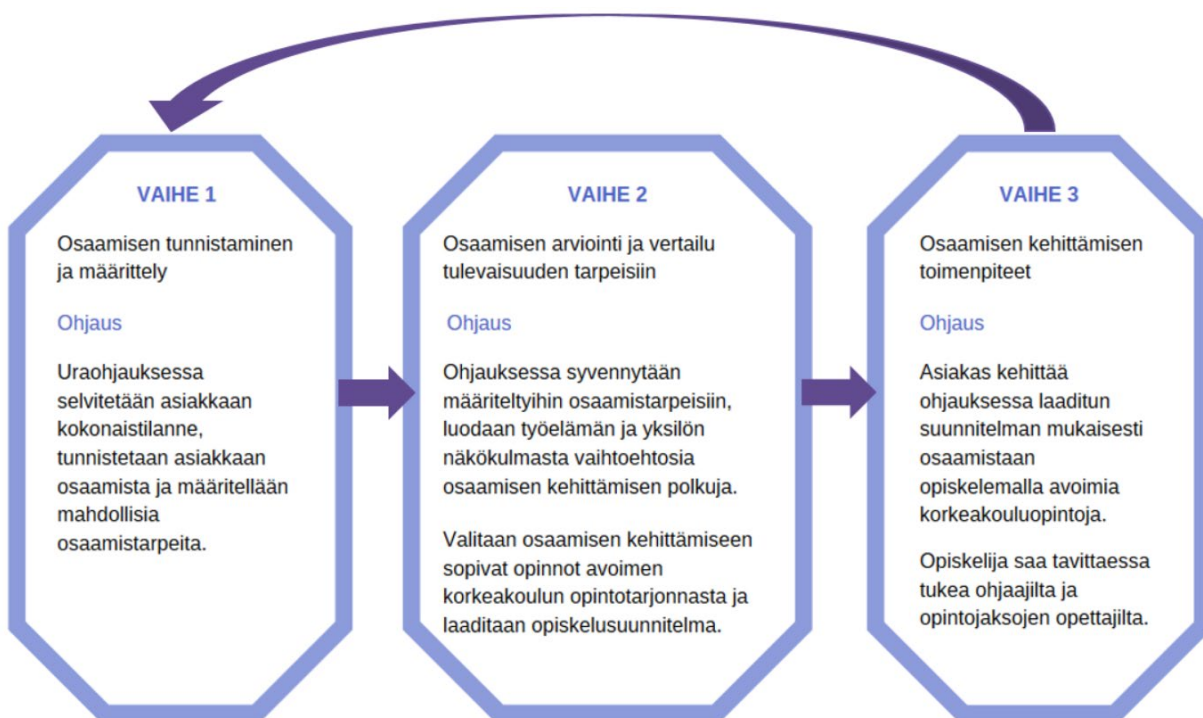 VAIHE 1
Osaamisen tunnistaminen
ja määrittely
Ohjaus
Uraohjauksessa
selvitetään asiakkaan
kokonaistilanne,
tunnistetaan asiakkaan
osaamista ja määritellään
mahdollisia
osaamistarpeita.
VAIHE 2
Osaamisen arviointi ja vertailu
tulevaisuuden tarpeisiin
Ohjaus
Ohjauksessa syvennytään
määriteltyihin osaamistarpeisiin,
luodaan työelämän ja yksilön
näkökulmasta vaihtoehtosia
osaamisen kehittämisen polkuja.
Valitaan osaamisen kehittämiseen
sopivat opinnot avoimen
korkeakoulun opintotarjonnasta ja
laaditaan opiskelusuunnitelma.
VAIHE 3
Osaamisen kehittämisen
toimenpiteet
Ohjaus
Asiakas kehittää
ohjauksessa laaditun
suunnitelman mukaisesti
osaamistaan
opiskelemalla avoimia
korkeakouluopintoja.
Opiskelija saa tavittaessa
tukea ohjaajilta ja
opintojaksojen opettajilta.